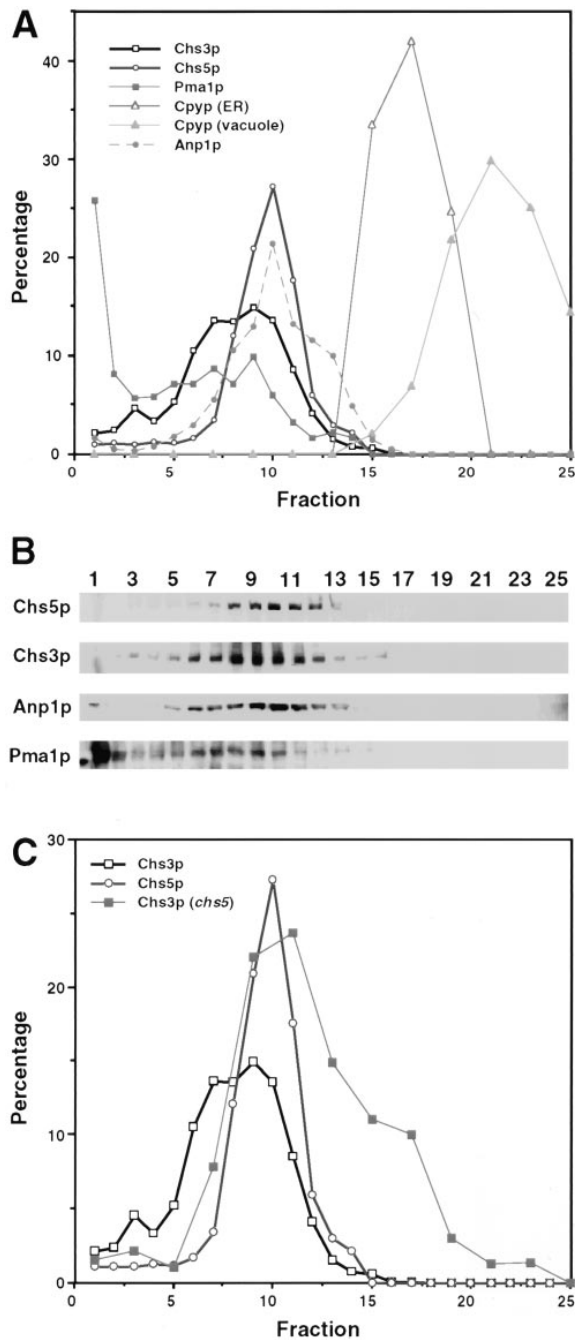 A
Chs3p
Chs5p
Pma1p
Cpyp (ER)
Cpyp (vacuole)
Anp1p
50
40
30
20
10
0
Percentage
0 5 10 15 20 25
Fraction
B
1 3 5 7 9 11 13 15 17 19 21 23 25
Chs5p
Chs3p
Anp1p
Pma1p
C
Chs3p
Chs5p
Chs3p (chs5)
30
20
10
0
Percentage
0 5 10 15 20 25
Fraction